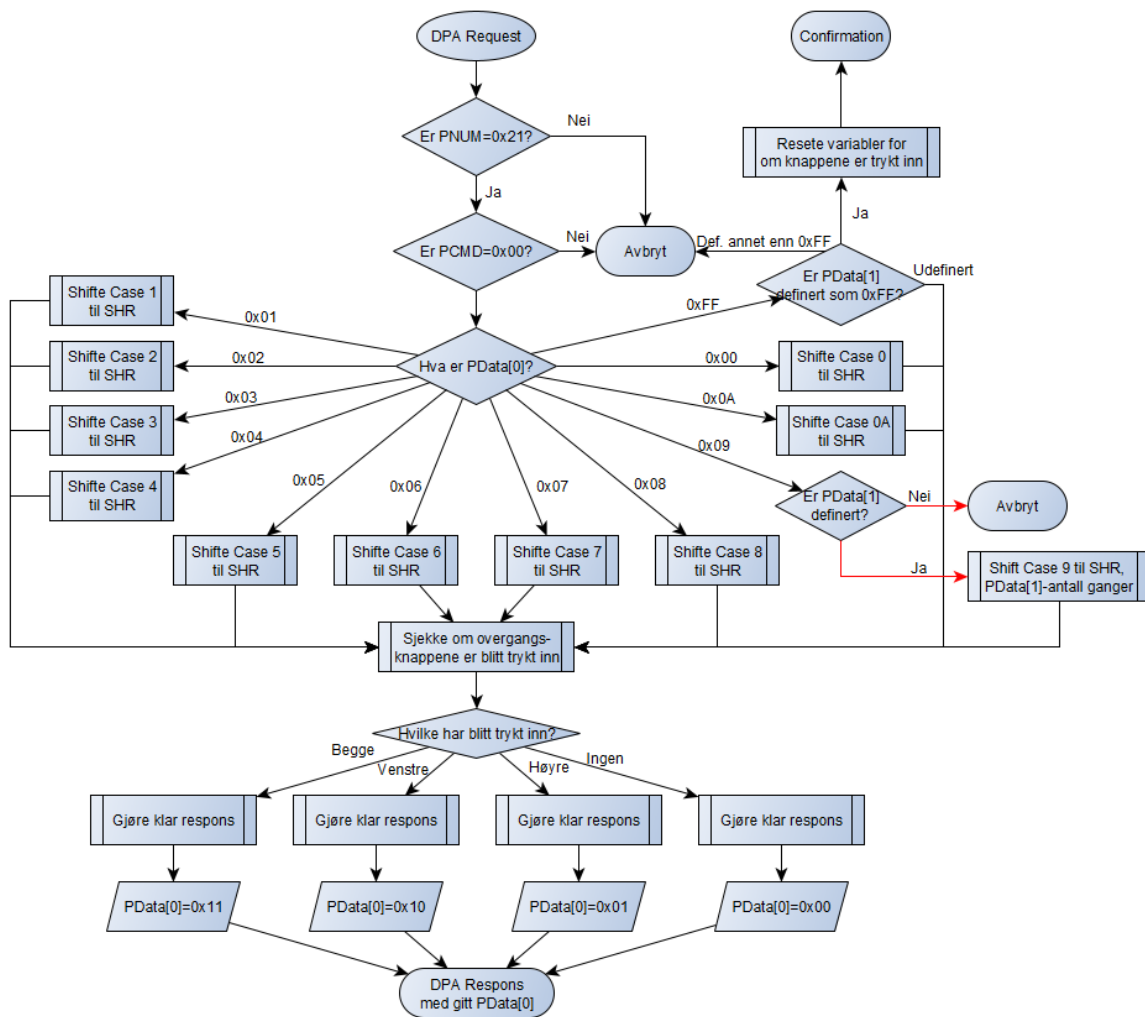 DPA Request
Confirmation
Er PNUM=0x21?
Nei
Resete variabler for
om knappene er trykt inn
Ja
Ja
Er PCMD=0x00?
Nei
Avbryt
Def. annet enn 0xFF
Er PData[1]
definert som 0xFF?
Udefinert
Shifte Case 1
til SHR
0x01
0xFF
Shifte Case 2
til SHR
0x02
Hva er PData[0]?
0x00
Shifte Case 0
til SHR
Shifte Case 3
til SHR
0x03
0x0A
Shifte Case 0A
til SHR
0x04
0x09
Shifte Case 4
til SHR
0x05
0x06
0x07
0x08
Er PData[1]
definert?
Nei
Avbryt
Shifte Case 5
til SHR
Shifte Case 6
til SHR
Shifte Case 7
til SHR
Shifte Case 8
til SHR
Ja
Shift Case 9 til SHR,
PData[1]-antall ganger
Sjekke om overgangs-
knappene er blitt trykt inn
Hvilke har blitt trykt inn?
Begge
Venstre
Høyre
Ingen
Gjøre klar respons
Gjøre klar respons
Gjøre klar respons
Gjøre klar respons
PData[0]=0x11
PData[0]=0x10
PData[0]=0x01
PData[0]=0x00
DPA Respons
med gitt PData[0]